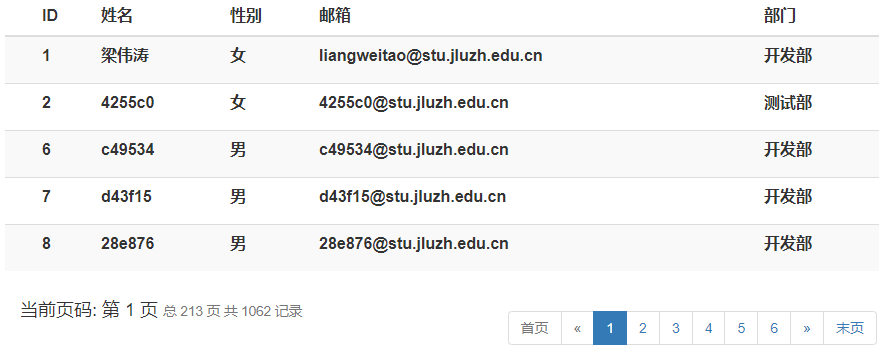 ID 姓名 性别 邮箱 部门
1 梁伟涛 女 liangweitao@stu.jluzh.edu.cn 开发部
2 4255c0 女 4255c0@stu.jluzh.edu.cn 测试部
6 c49534 男 c49534@stu.jluzh.edu.cn 开发部
7 d43f15 男 d43f15@stu.jluzh.edu.cn 开发部
8 28e876 男 28e876@stu.jluzh.edu.cn 开发部
当前页码: 第 1 页 总 213 页 共 1062 记录
首页 « 1 2 3 4 5 6 » 末页